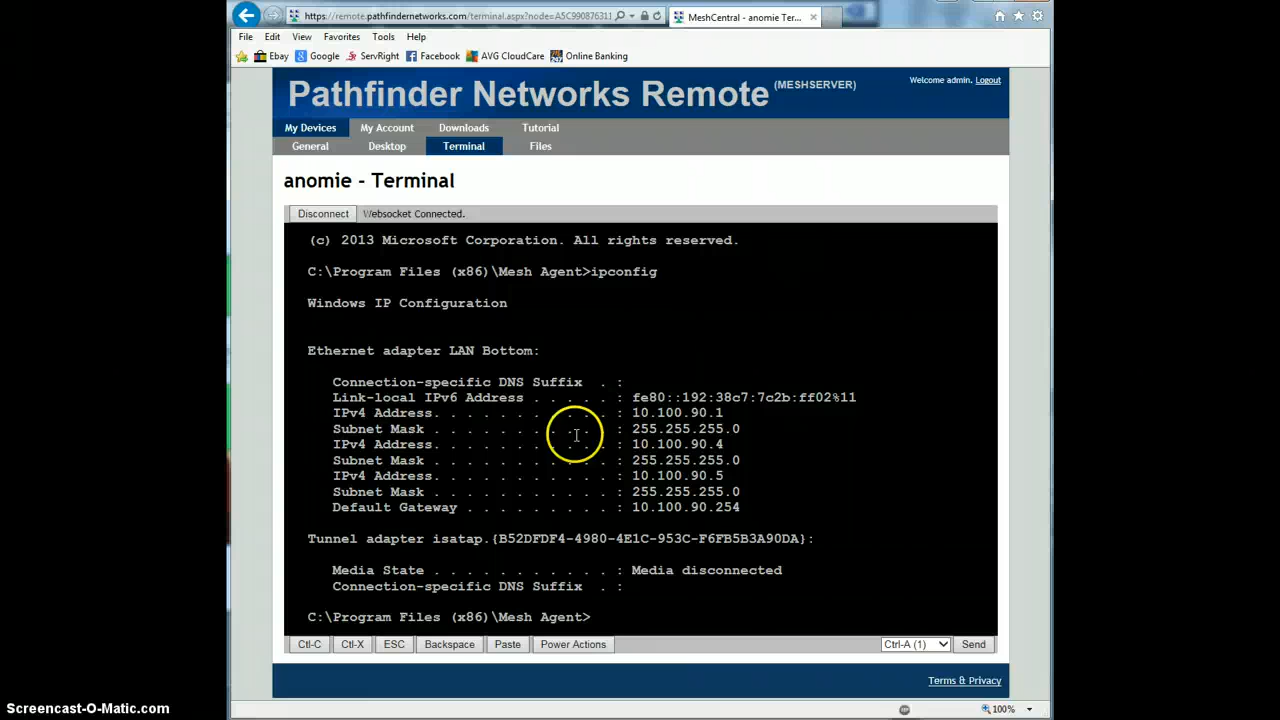 https://remote.pathfindernetworks.com/terminal.aspx?node=A5C990876311
MeshCentral - anomie Ter...
File Edit View Favorites Tools Help
Ebay Google ServRight Facebook AVG CloudCare Online Banking
Pathfinder Networks Remote (MESHSERVER)
Welcome admin. Logout
My Devices My Account Downloads Tutorial
General Desktop Terminal Files
anomie - Terminal
Disconnect Websocket Connected.
(c) 2013 Microsoft Corporation. All rights reserved.
C:\Program Files (x86)\Mesh Agent>ipconfig
Windows IP Configuration
Ethernet adapter LAN Bottom:
Connection-specific DNS Suffix . :
Link-local IPv6 Address . . . . . : fe80::192:38c7:7c2b:ff02%11
IPv4 Address. . . . . . . . . . . : 10.100.90.1
Subnet Mask . . . . . . . . . . . : 255.255.255.0
IPv4 Address. . . . . . . . . . . : 10.100.90.4
Subnet Mask . . . . . . . . . . . : 255.255.255.0
IPv4 Address. . . . . . . . . . . : 10.100.90.5
Subnet Mask . . . . . . . . . . . : 255.255.255.0
Default Gateway . . . . . . . . . : 10.100.90.254
Tunnel adapter isatap.{B52DFDF4-4980-4E1C-953C-F6FB5B3A90DA}:
Media State . . . . . . . . . . . : Media disconnected
Connection-specific DNS Suffix . :
C:\Program Files (x86)\Mesh Agent>
Ctl-C Ctl-X ESC Backspace Paste Power Actions Ctrl-A (1) Send
Terms & Privacy
100%
Screencast-O-Matic.com